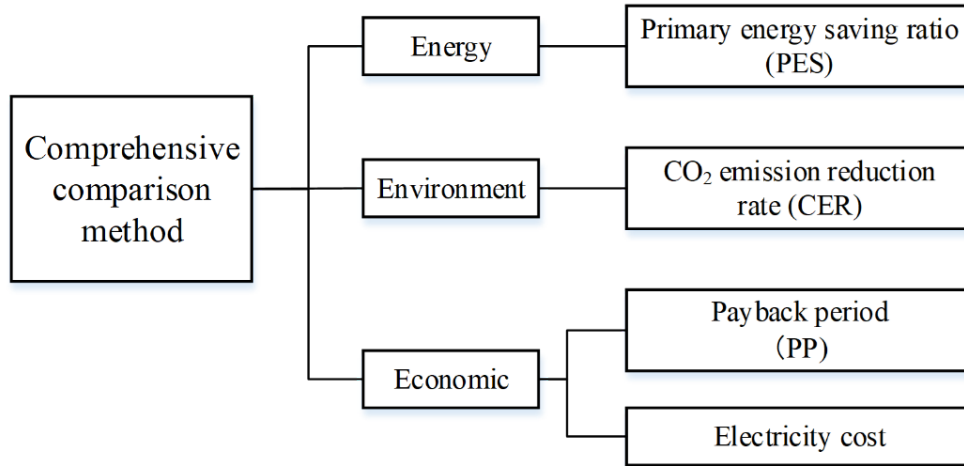 Comprehensive
comparison
method
Energy
Primary energy saving ratio
(PES)
Environment
CO₂ emission reduction
rate (CER)
Economic
Payback period
（PP)
Electricity cost